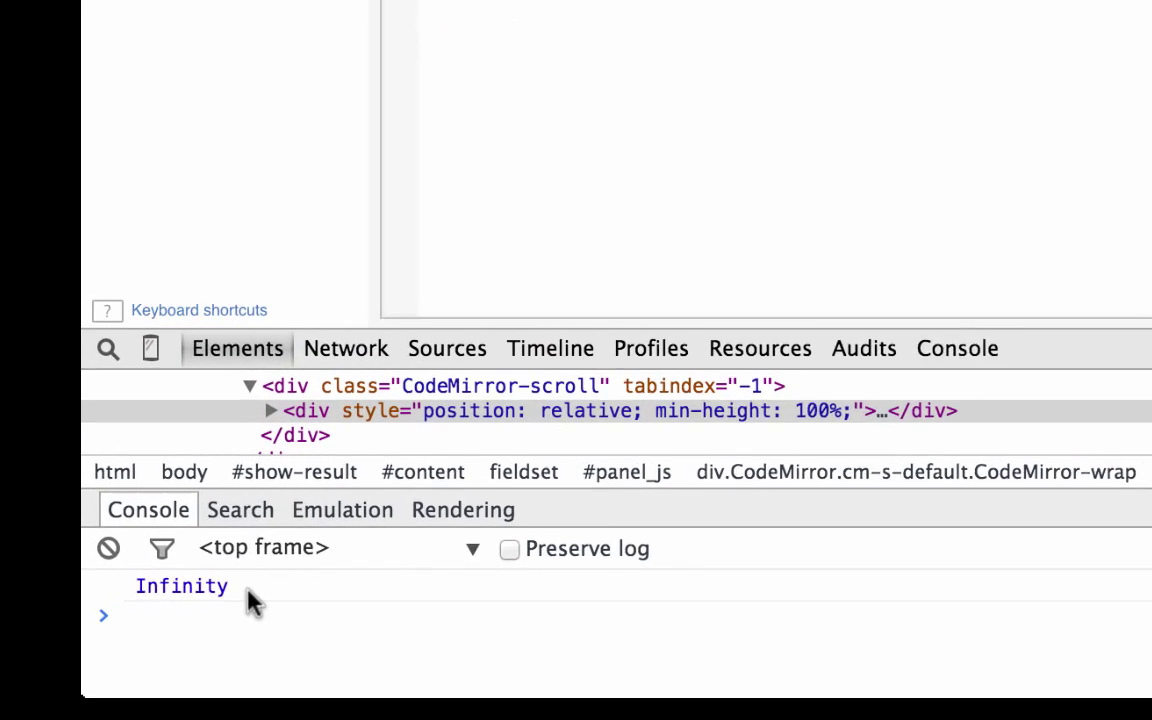 ? Keyboard shortcuts
Elements Network Sources Timeline Profiles Resources Audits Console
▼<div class="CodeMirror-scroll" tabindex="-1">
▶<div style="position: relative; min-height: 100%;">…</div>
</div>
html body #show-result #content fieldset #panel_js div.CodeMirror.cm-s-default.CodeMirror-wrap
Console Search Emulation Rendering
<top frame> ▼ Preserve log
Infinity
>